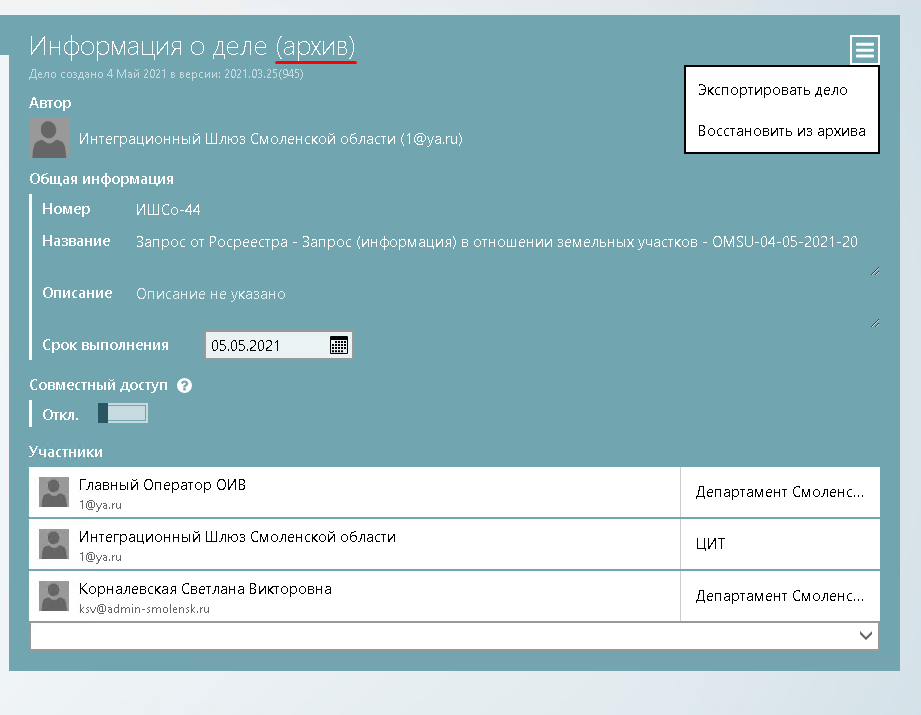 Информация о деле (архив)
Дело создано 4 Май 2021 в версии: 2021.03.25(945)
Экспортировать дело
Восстановить из архива
Автор
Интеграционный Шлюз Смоленской области (1@ya.ru)
Общая информация
Номер ИШСо-44
Название Запрос от Росреестра - Запрос (информация) в отношении земельных участков - OMSU-04-05-2021-20
Описание Описание не указано
Срок выполнения 05.05.2021
Совместный доступ ?
Откл.
Участники
Главный Оператор ОИВ
1@ya.ru
Департамент Смоленс...
Интеграционный Шлюз Смоленской области
1@ya.ru
ЦИТ
Корналевская Светлана Викторовна
ksv@admin-smolensk.ru
Департамент Смоленс...